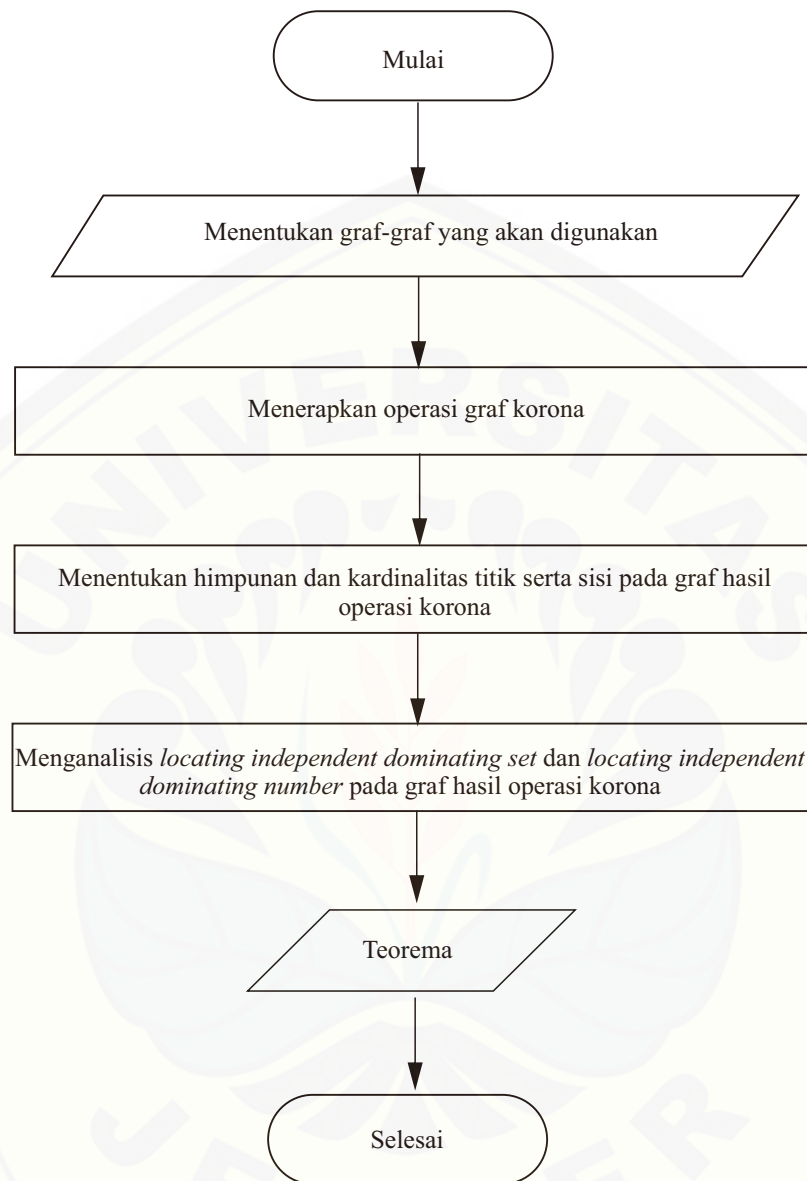 Mulai
Menentukan graf-graf yang akan digunakan
Menerapkan operasi graf korona
Menentukan himpunan dan kardinalitas titik serta sisi pada graf hasil
operasi korona
Menganalisis locating independent dominating set dan locating independent
dominating number pada graf hasil operasi korona
Teorema
Selesai
UNIVERSITAS
JEMBER